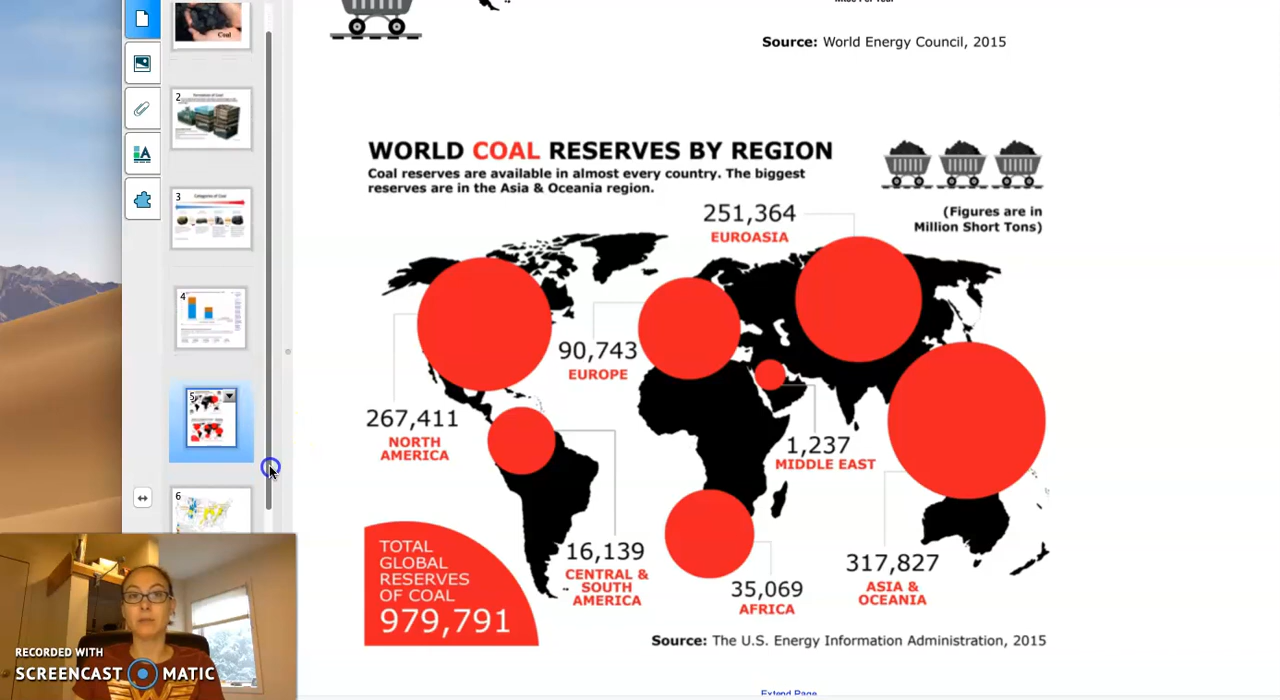 Source: World Energy Council, 2015
WORLD COAL RESERVES BY REGION
Coal reserves are available in almost every country. The biggest
reserves are in the Asia & Oceania region.
(Figures are in
Million Short Tons)
251,364
EUROASIA
90,743
EUROPE
267,411
NORTH
AMERICA
1,237
MIDDLE EAST
16,139
CENTRAL &
SOUTH
AMERICA
35,069
AFRICA
317,827
ASIA &
OCEANIA
TOTAL
GLOBAL
RESERVES
OF COAL
979,791
Source: The U.S. Energy Information Administration, 2015
Extend Page
Coal
2
3
Categories of Coal
4
5
6
RECORDED WITH
SCREENCAST MATIC